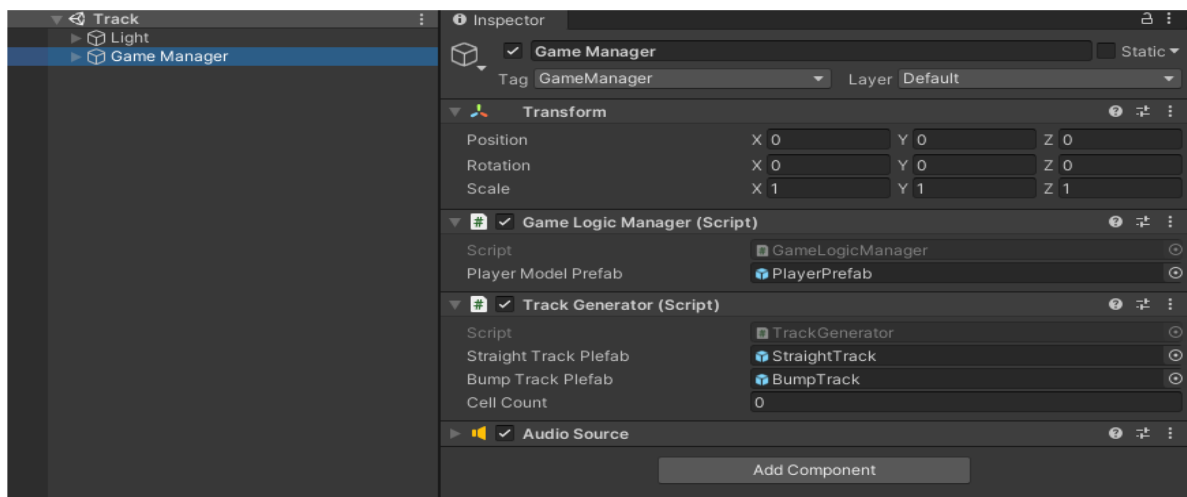 Track
Light
Game Manager
Inspector
Game Manager
Static
Tag GameManager Layer Default
Transform
Position X 0 Y 0 Z 0
Rotation X 0 Y 0 Z 0
Scale X 1 Y 1 Z 1
# Game Logic Manager (Script)
Script GameLogicManager
Player Model Prefab PlayerPrefab
# Track Generator (Script)
Script TrackGenerator
Straight Track Plefab StraightTrack
Bump Track Plefab BumpTrack
Cell Count 0
Audio Source
Add Component